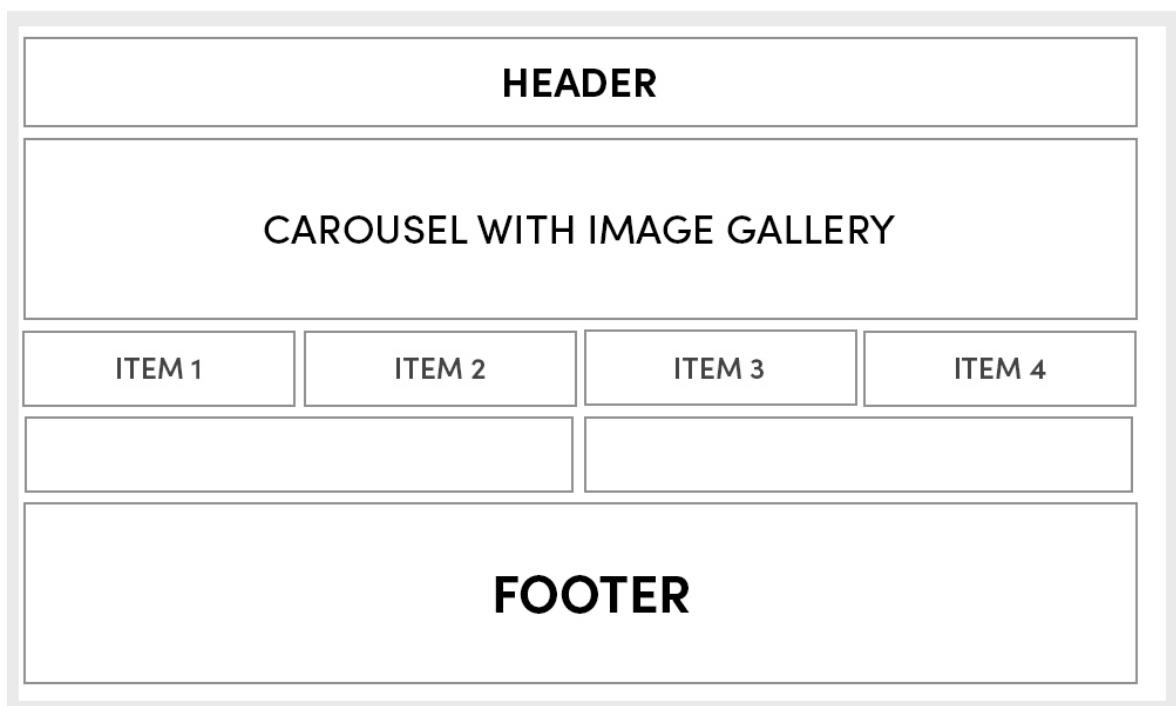 HEADER
CAROUSEL WITH IMAGE GALLERY
ITEM 1
ITEM 2
ITEM 3
ITEM 4
FOOTER